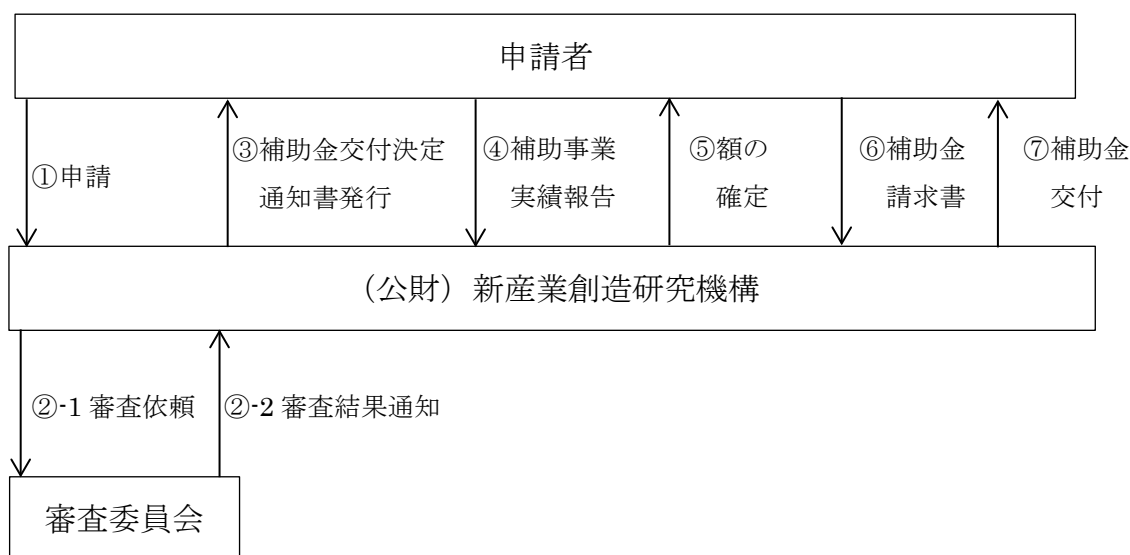 申請者
①申請
③補助金交付決定
通知書発行
④補助事業
実績報告
⑤額の
確定
⑥補助金
請求書
⑦補助金
交付
（公財）新産業創造研究機構
②-1 審査依頼
②-2 審査結果通知
審査委員会